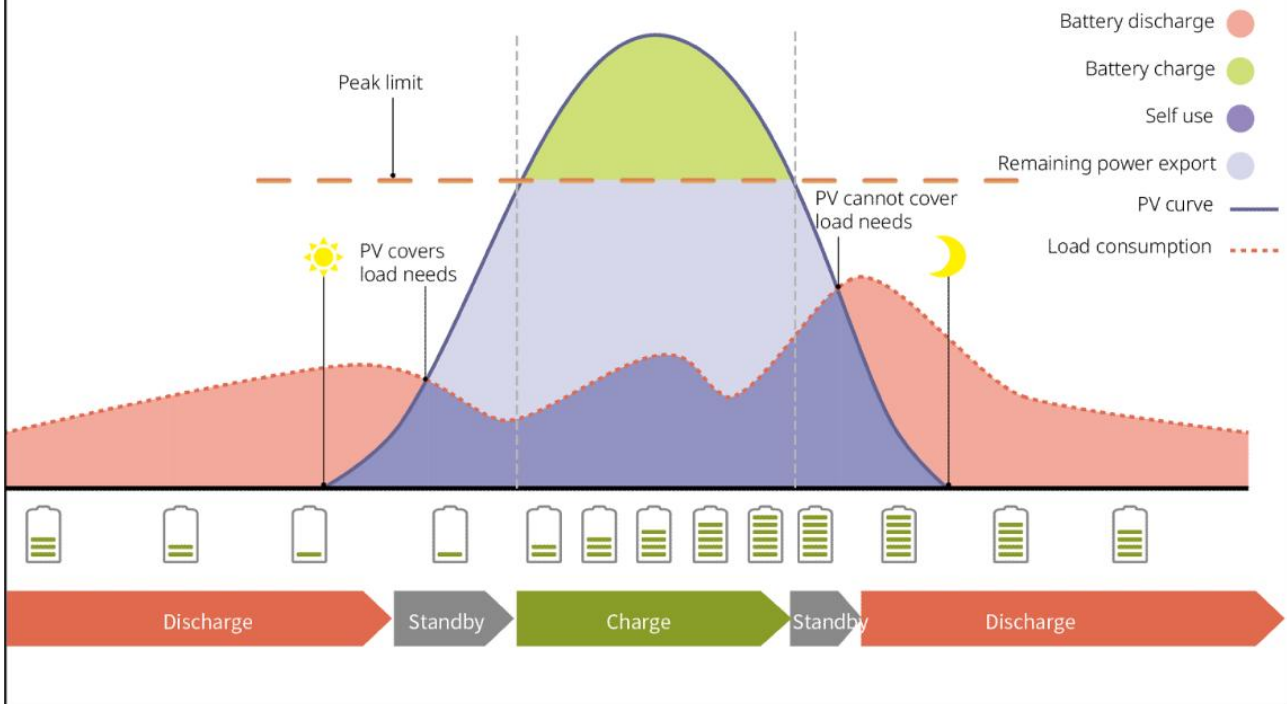 Battery discharge
Battery charge
Self use
Remaining power export
PV curve
Load consumption
Peak limit
PV covers
load needs
PV cannot cover
load needs
Discharge
Standby
Charge
Standby
Discharge